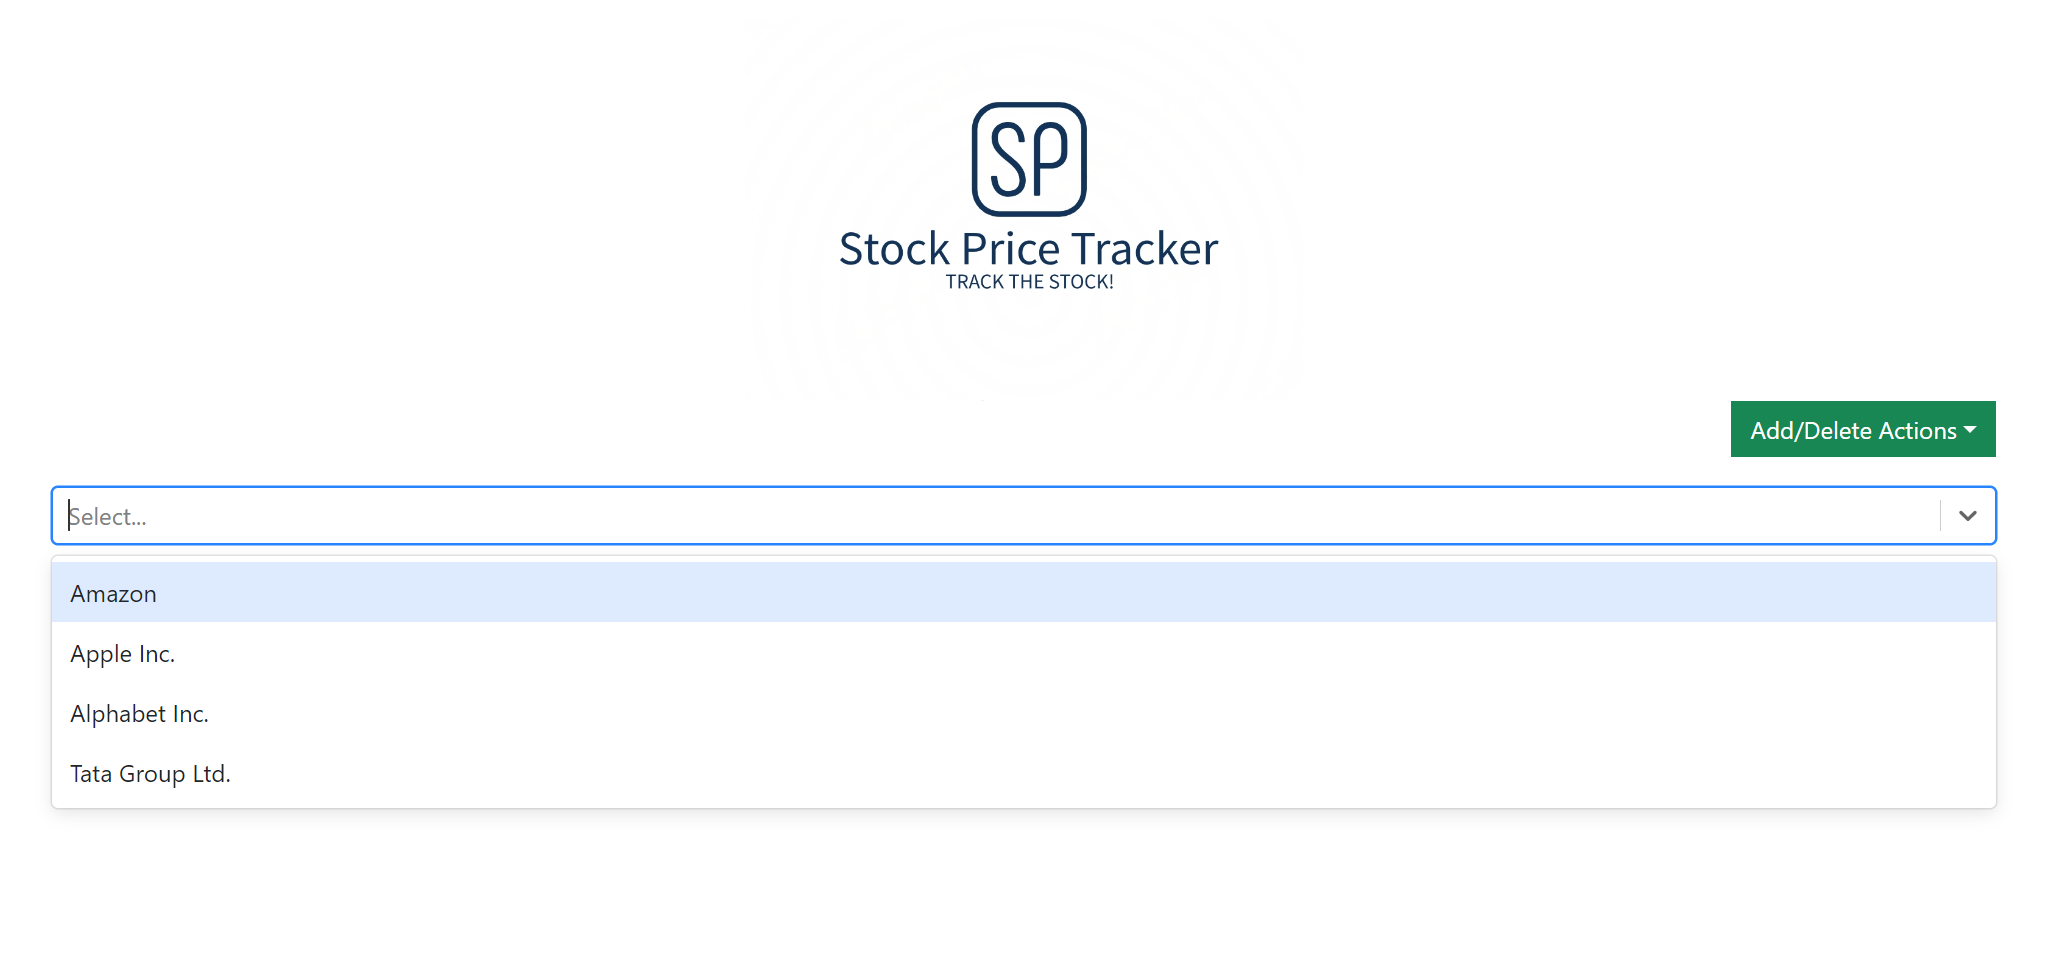 SP
Stock Price Tracker
TRACK THE STOCK!
Add/Delete Actions
Select...
Amazon
Apple Inc.
Alphabet Inc.
Tata Group Ltd.